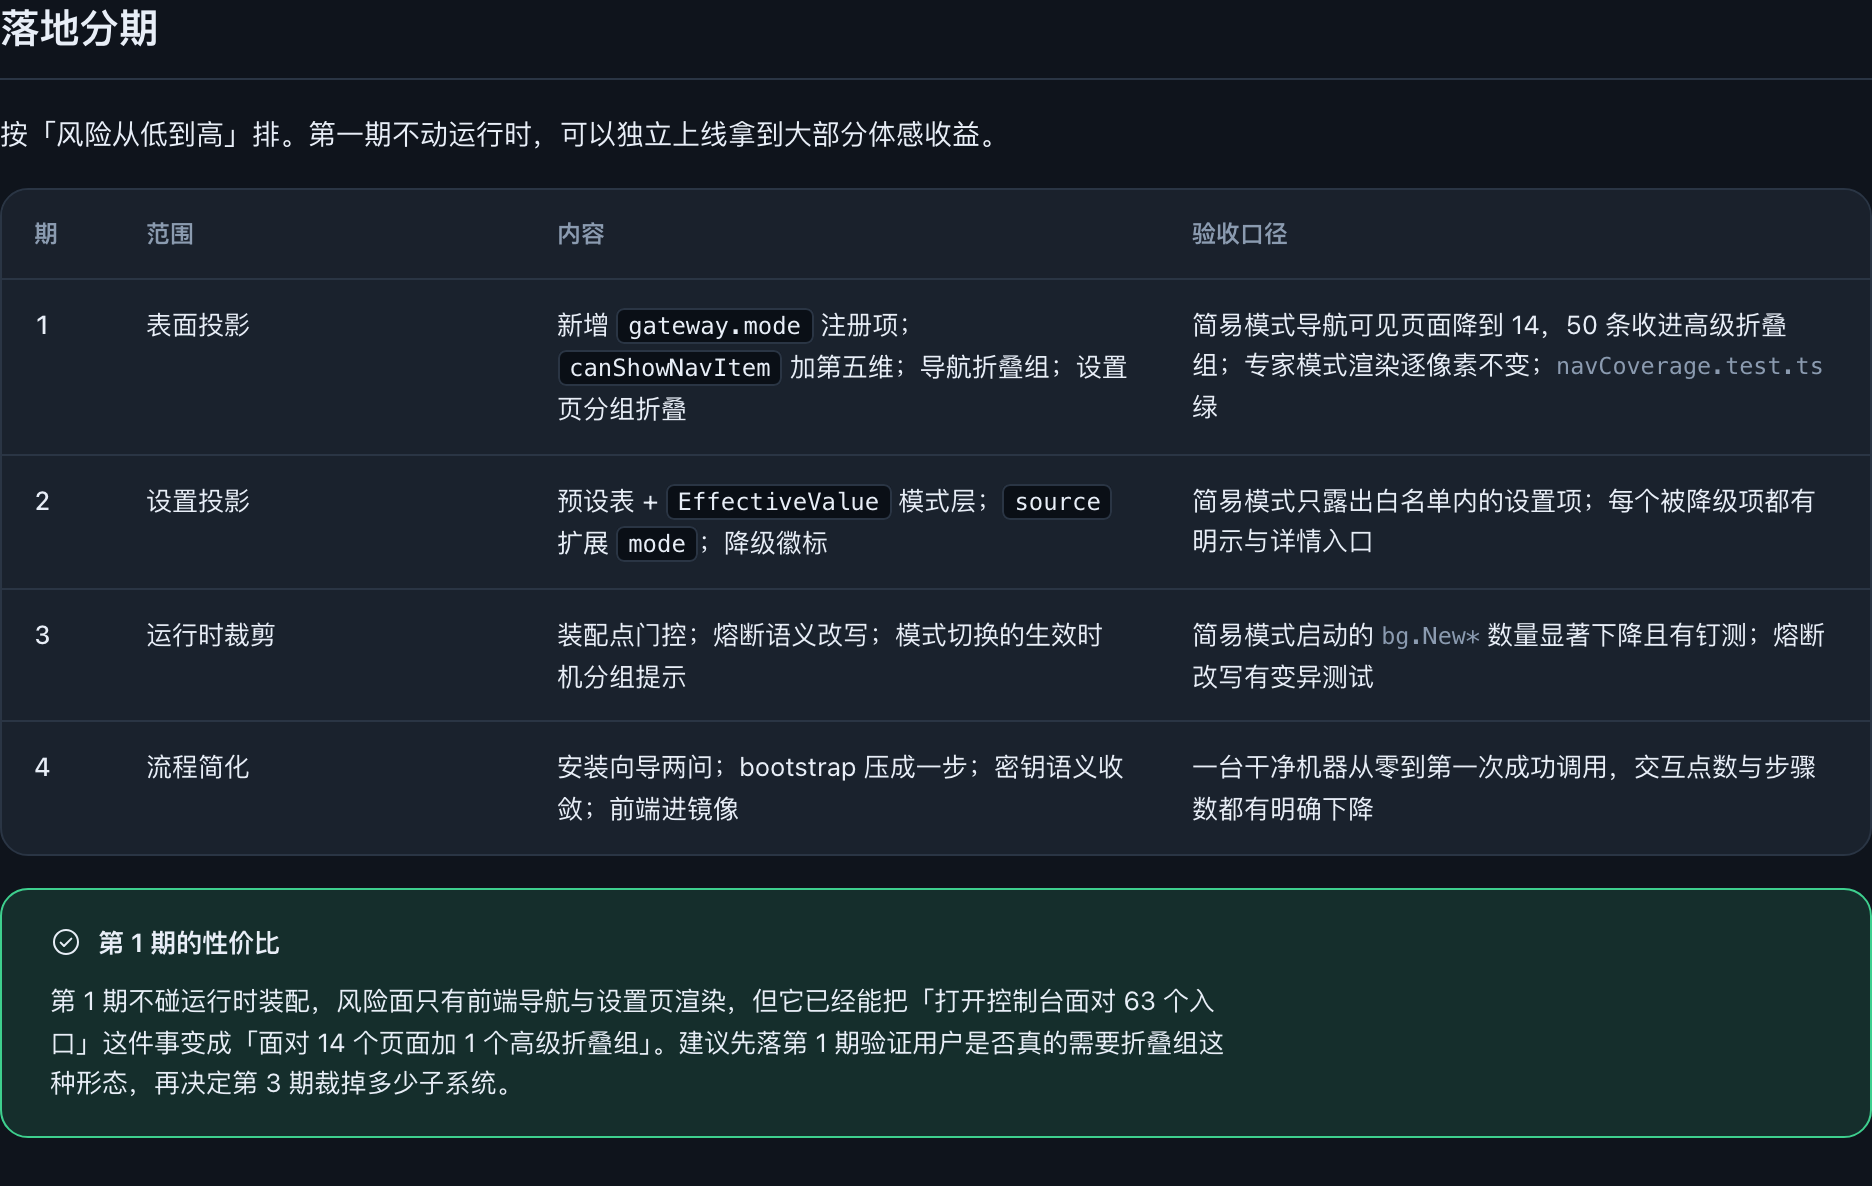 落地分期
按「风险从低到高」排。第一期不动运行时，可以独立上线拿到大部分体感收益。
期 范围 内容 验收口径
1 表面投影
新增 gateway.mode 注册项；
canShowNavItem 加第五维；导航折叠组；设置
页分组折叠
简易模式导航可见页面降到 14，50 条收进高级折叠
组；专家模式渲染逐像素不变；navCoverage.test.ts
绿
2 设置投影
预设表 + EffectiveValue 模式层；source
扩展 mode；降级徽标
简易模式只露出白名单内的设置项；每个被降级项都有
明示与详情入口
3 运行时裁剪
装配点门控；熔断语义改写；模式切换的生效时
机分组提示
简易模式启动的 bg.New* 数量显著下降且有钉测；熔断
改写有变异测试
4 流程简化
安装向导两问；bootstrap 压成一步；密钥语义收
敛；前端进镜像
一台干净机器从零到第一次成功调用，交互点数与步骤
数都有明确下降
第 1 期的性价比
第 1 期不碰运行时装配，风险面只有前端导航与设置页渲染，但它已经能把「打开控制台面对 63 个入
口」这件事变成「面对 14 个页面加 1 个高级折叠组」。建议先落第 1 期验证用户是否真的需要折叠组这
种形态，再决定第 3 期裁掉多少子系统。